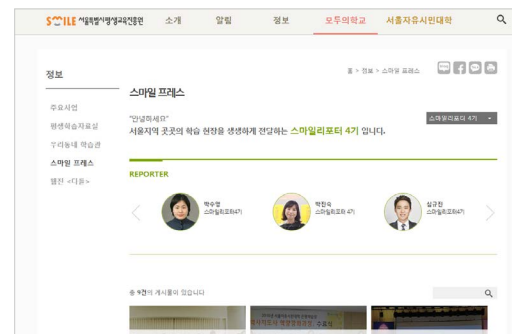 SMILE 서울특별시평생교육진흥원 소개 알림 정보 모두의학교 서울자유시민대학
정보
홈 > 정보 > 스마일 프레스
주요사업
평생학습자료실
우리동네 학습관
스마일 프레스
웹진 <다들>
스마일 프레스
"안녕하세요"
서울지역 곳곳의 학습 현장을 생생하게 전달하는 스마일리포터 4기 입니다.
스마일리포터 4기
REPORTER
박수영
스마일리포터4기
박진숙
스마일리포터 4기
심규진
스마일리포터4기
총 9건의 게시물이 있습니다